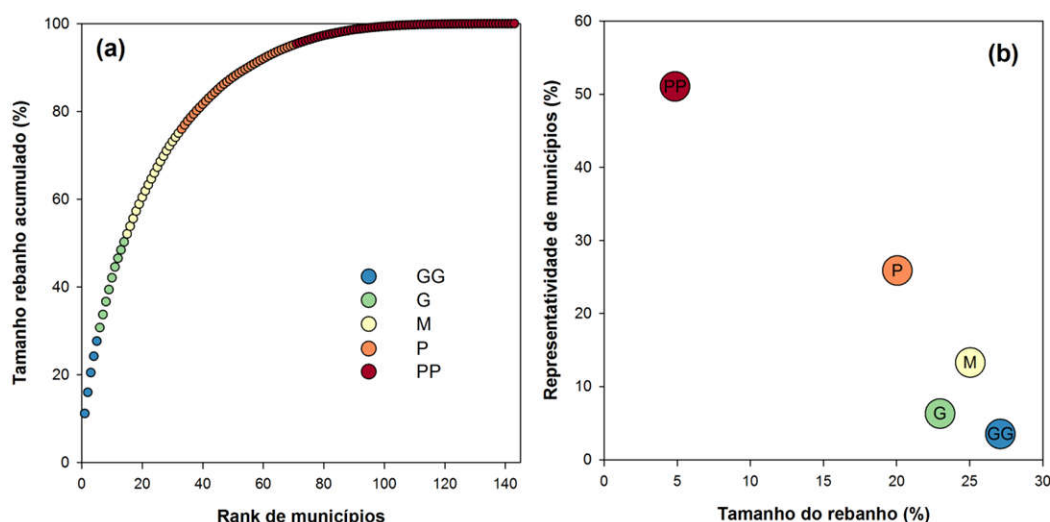 (a)
Tamanho rebanho acumulado (%)
100
80
60
40
20
0
GG
G
M
P
PP
0 20 40 60 80 100 120 140
Rank de municípios
(b)
Representatividade de municípios (%)
60
50
40
30
20
10
0
PP
P
M
G
GG
0 5 10 15 20 25 30
Tamanho do rebanho (%)